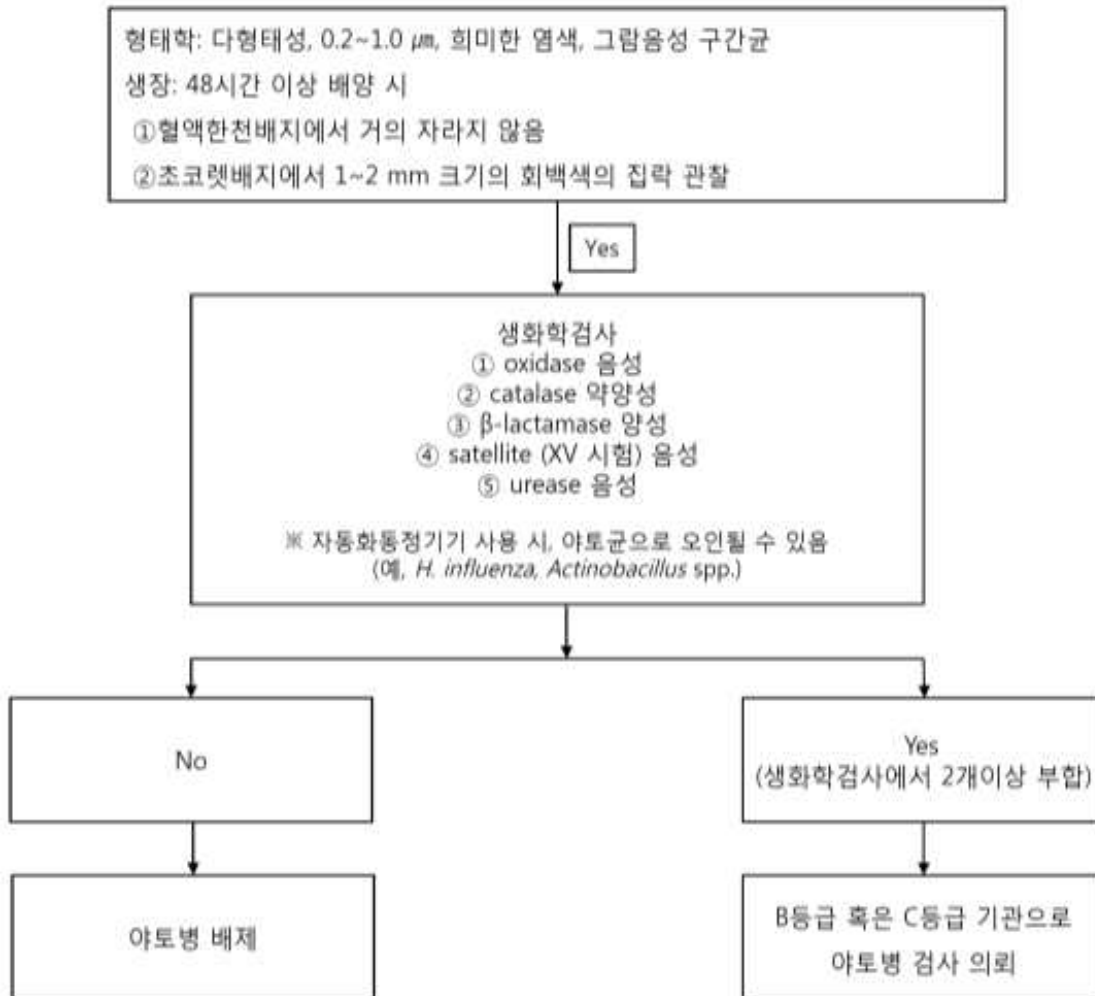 형태학: 다형태성, 0.2~1.0 ㎛, 희미한 염색, 그람음성 구간균
생장: 48시간 이상 배양 시
①혈액한천배지에서 거의 자라지 않음
②초코렛배지에서 1~2 mm 크기의 회백색의 집락 관찰
Yes
생화학검사
① oxidase 음성
② catalase 약양성
③ β-lactamase 양성
④ satellite (XV 시험) 음성
⑤ urease 음성
※ 자동화동정기기 사용 시, 야토균으로 오인될 수 있음
(예, H. influenza, Actinobacillus spp.)
No
Yes
(생화학검사에서 2개이상 부합)
야토병 배제
B등급 혹은 C등급 기관으로
야토병 검사 의뢰